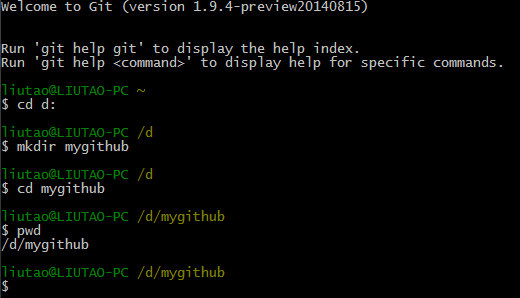 Welcome to Git (version 1.9.4-preview20140815)
Run 'git help git' to display the help index.
Run 'git help <command>' to display help for specific commands.
liutao@LIUTAO-PC ~
$ cd d:
liutao@LIUTAO-PC /d
$ mkdir mygithub
liutao@LIUTAO-PC /d
$ cd mygithub
liutao@LIUTAO-PC /d/mygithub
$ pwd
/d/mygithub
liutao@LIUTAO-PC /d/mygithub
$